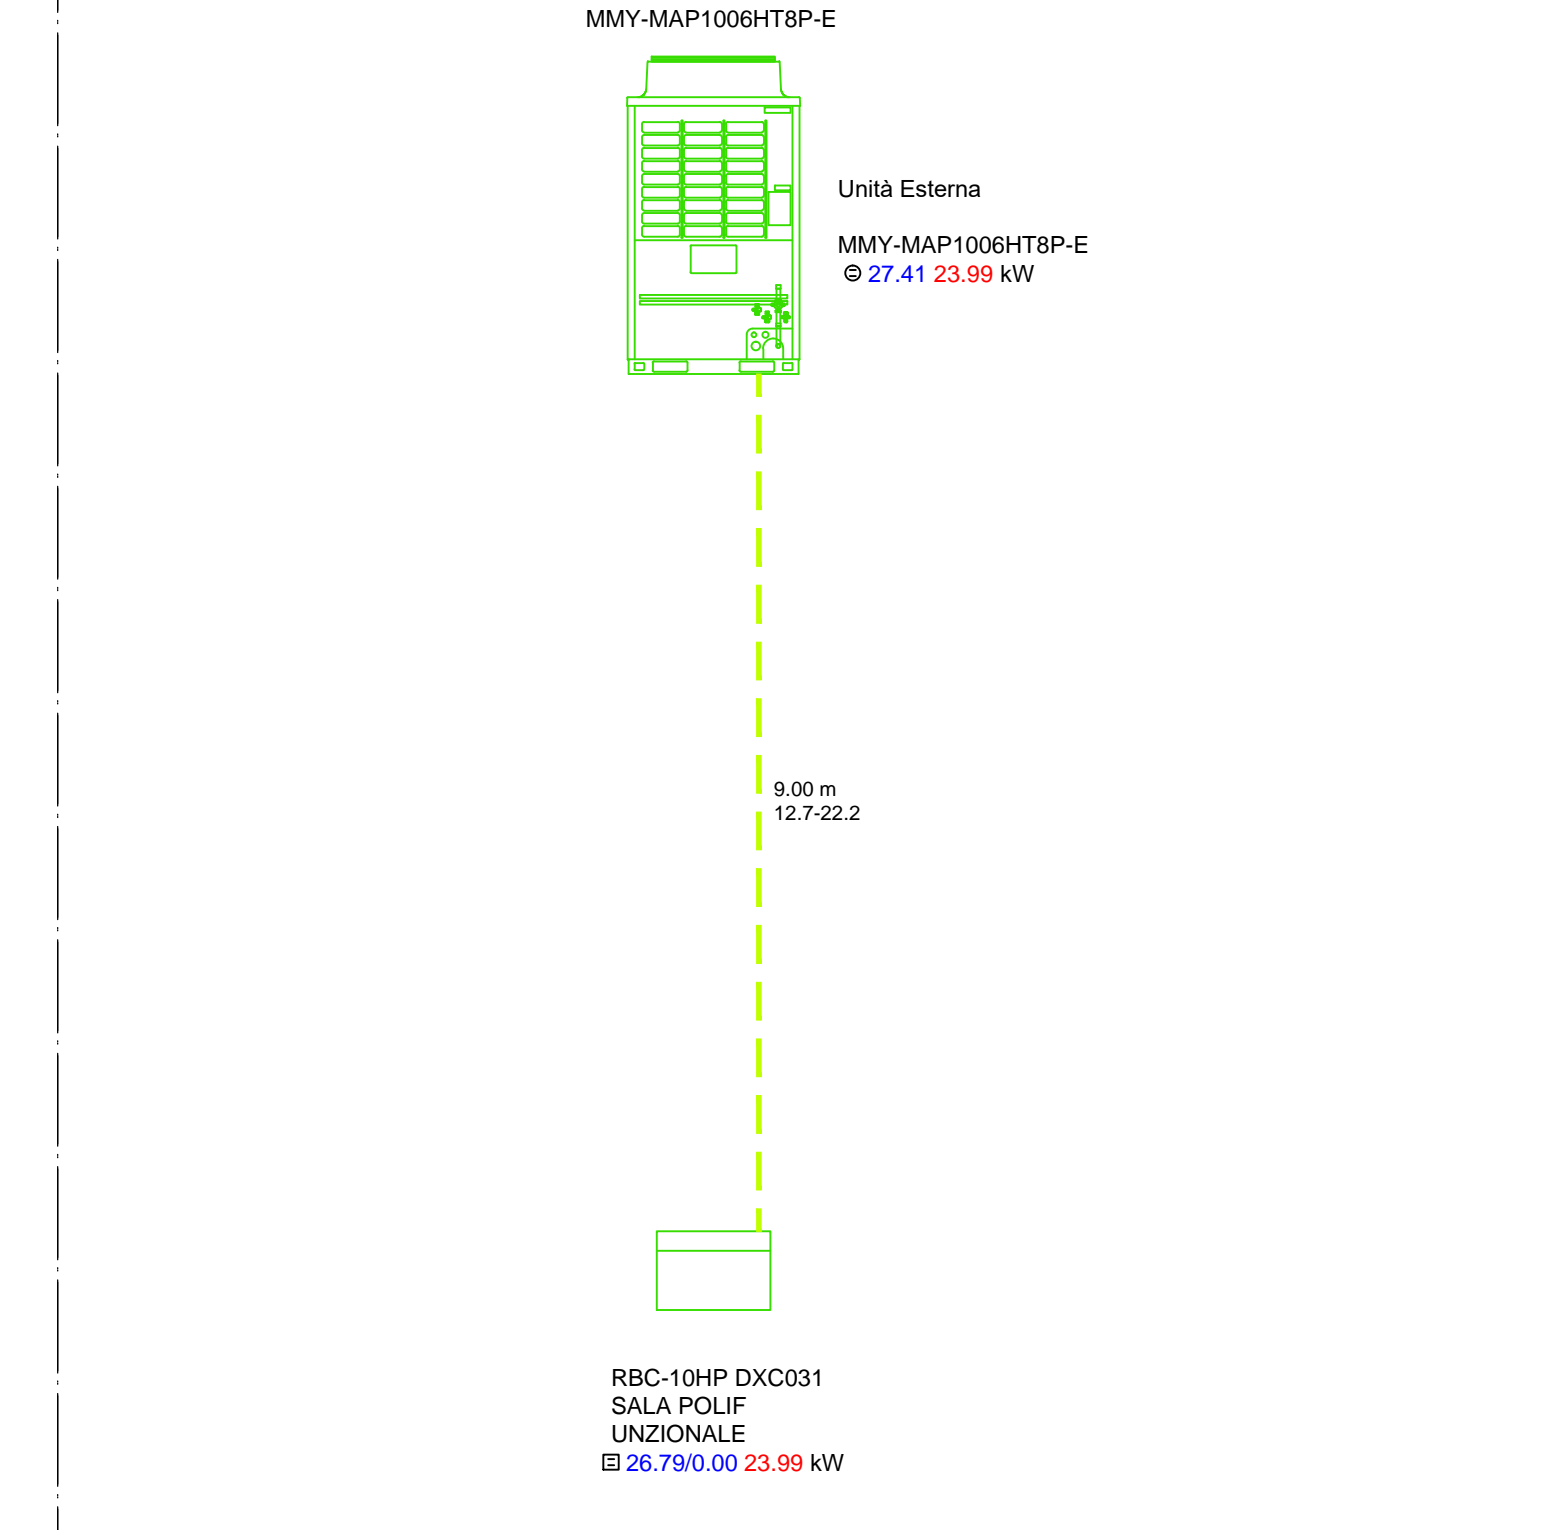 MMY-MAP1006HT8P-E
Unità Esterna
MMY-MAP1006HT8P-E
27.41 23.99 kW
9.00 m
12.7-22.2
RBC-10HP DXC031
SALA POLIF
UNZIONALE
26.79/0.00 23.99 kW